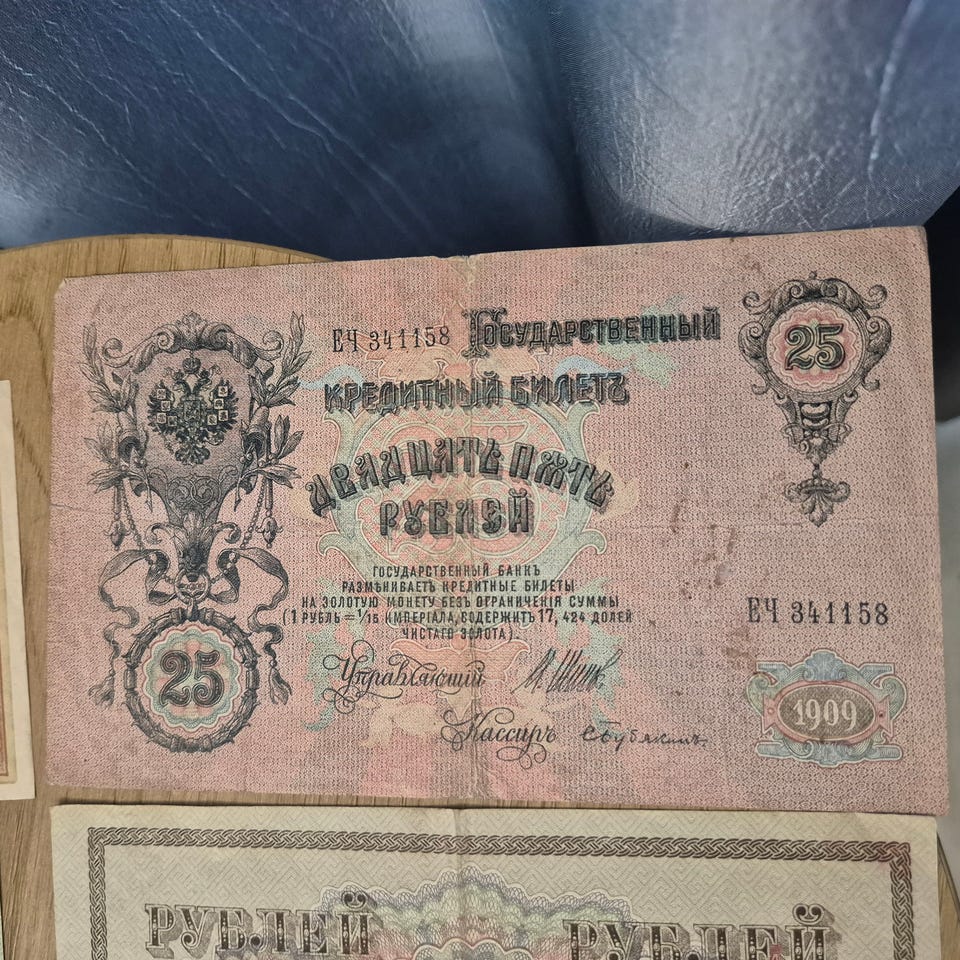 ЕЧ 341158 ГОСУДАРСТВЕННЫЙ
КРЕДИТНЫЙ БИЛЕТЪ
ДВАДЦАТЬ ПЯТЬ
РУБЛЕЙ
25
25
ГОСУДАРСТВЕННЫЙ БАНКЪ
РАЗМѢНИВАЕТЪ КРЕДИТНЫЕ БИЛЕТЫ
НА ЗОЛОТУЮ МОНЕТУ БЕЗЪ ОГРАНИЧЕНІЯ СУММЫ
(1 РУБЛЬ = 1/15 ИМПЕРІАЛА, СОДЕРЖИТЪ 17, 424 ДОЛЕЙ
ЧИСТАГО ЗОЛОТА).
ЕЧ 341158
25
Управляющій
Кассиръ
1909
РУБЛЕЙ РУБЛЕЙ